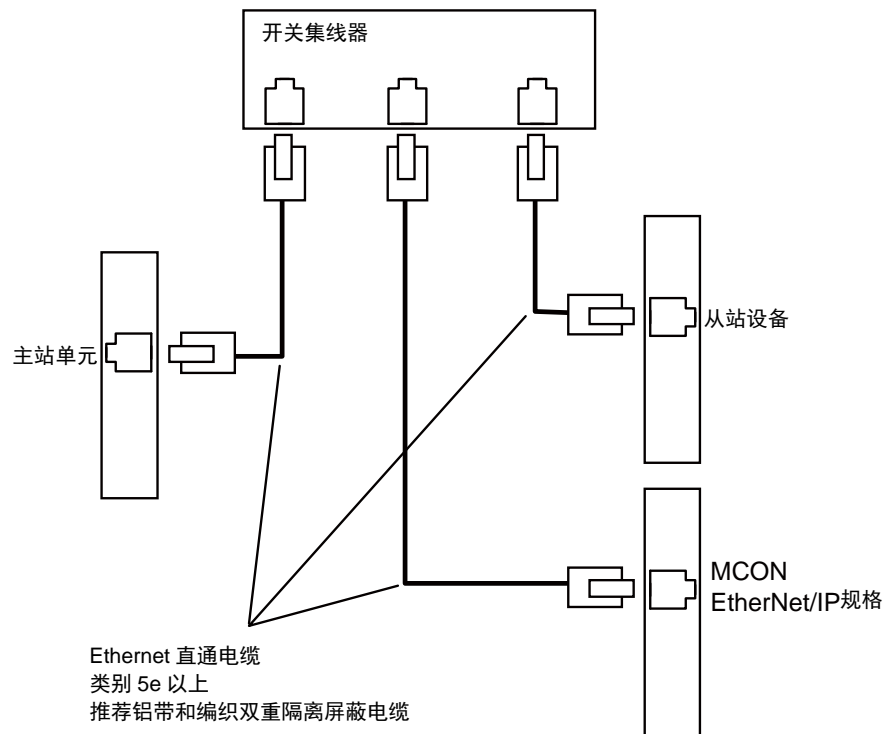 开关集线器
主站单元
从站设备
MCON
EtherNet/IP规格
Ethernet 直通电缆
类别 5e 以上
推荐铝带和编织双重隔离屏蔽电缆